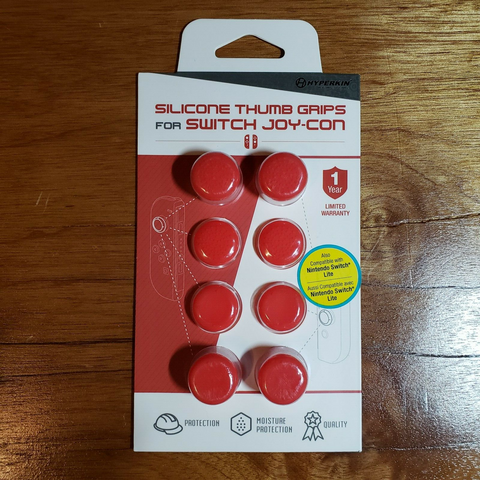 HYPERKIN
SILICONE THUMB GRIPS
FOR SWITCH JOY-CON
1
Year
LIMITED
WARRANTY
Also
Compatible with
Nintendo Switch®
Lite
Aussi Compatible avec
Nintendo Switch®
Lite
PROTECTION
MOISTURE
PROTECTION
QUALITY